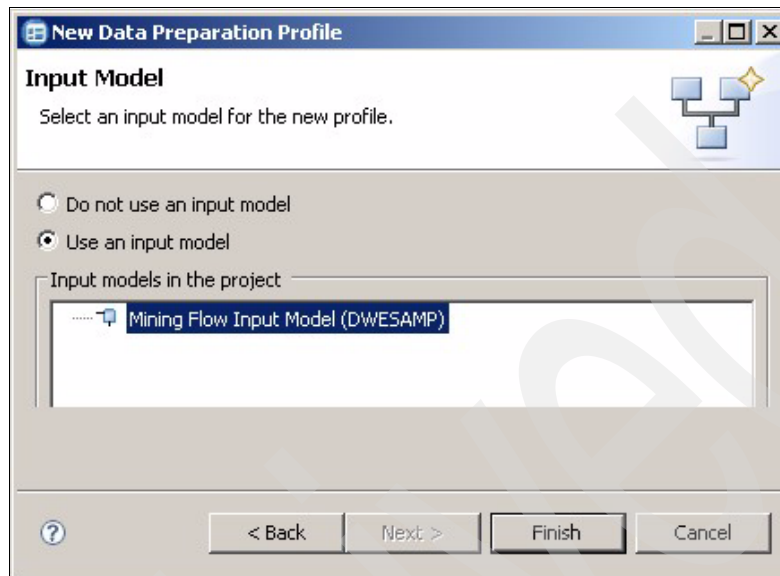 New Data Preparation Profile
Input Model
Select an input model for the new profile.
Do not use an input model
Use an input model
Input models in the project
Mining Flow Input Model (DWESAMP)
? < Back Next > Finish Cancel